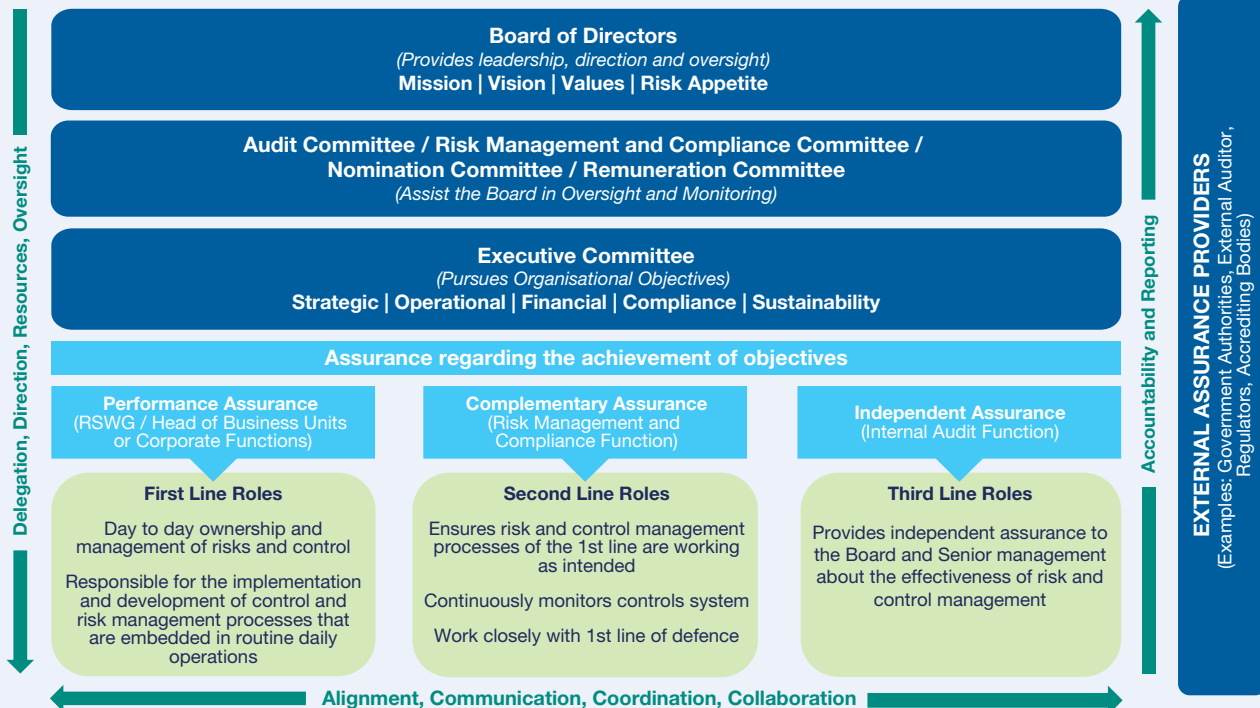 Board of Directors
(Provides leadership, direction and oversight)
Mission | Vision | Values | Risk Appetite
Audit Committee / Risk Management and Compliance Committee /
Nomination Committee / Remuneration Committee
(Assist the Board in Oversight and Monitoring)
Executive Committee
(Pursues Organisational Objectives)
Strategic | Operational | Financial | Compliance | Sustainability
Assurance regarding the achievement of objectives
Performance Assurance
(RSWG / Head of Business Units
or Corporate Functions)
First Line Roles
Day to day ownership and
management of risks and control
Responsible for the implementation
and development of control and
risk management processes that
are embedded in routine daily
operations
Complementary Assurance
(Risk Management and
Compliance Function)
Second Line Roles
Ensures risk and control management
processes of the 1st line are working
as intended
Continuously monitors controls system
Work closely with 1st line of defence
Independent Assurance
(Internal Audit Function)
Third Line Roles
Provides independent assurance to
the Board and Senior management
about the effectiveness of risk and
control management
Delegation, Direction, Resources, Oversight
Accountability and Reporting
Alignment, Communication, Coordination, Collaboration
EXTERNAL ASSURANCE PROVIDERS
(Examples: Government Authorities, External Auditor,
Regulators, Accrediting Bodies)